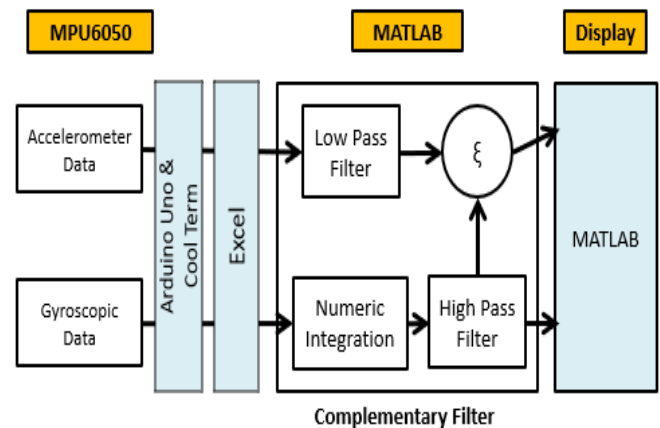 MPU6050
MATLAB
Display
Accelerometer
Data
Gyroscopic
Data
Arduino Uno &
Cool Term
Excel
Low Pass
Filter
ξ
Numeric
Integration
High Pass
Filter
MATLAB
Complementary Filter